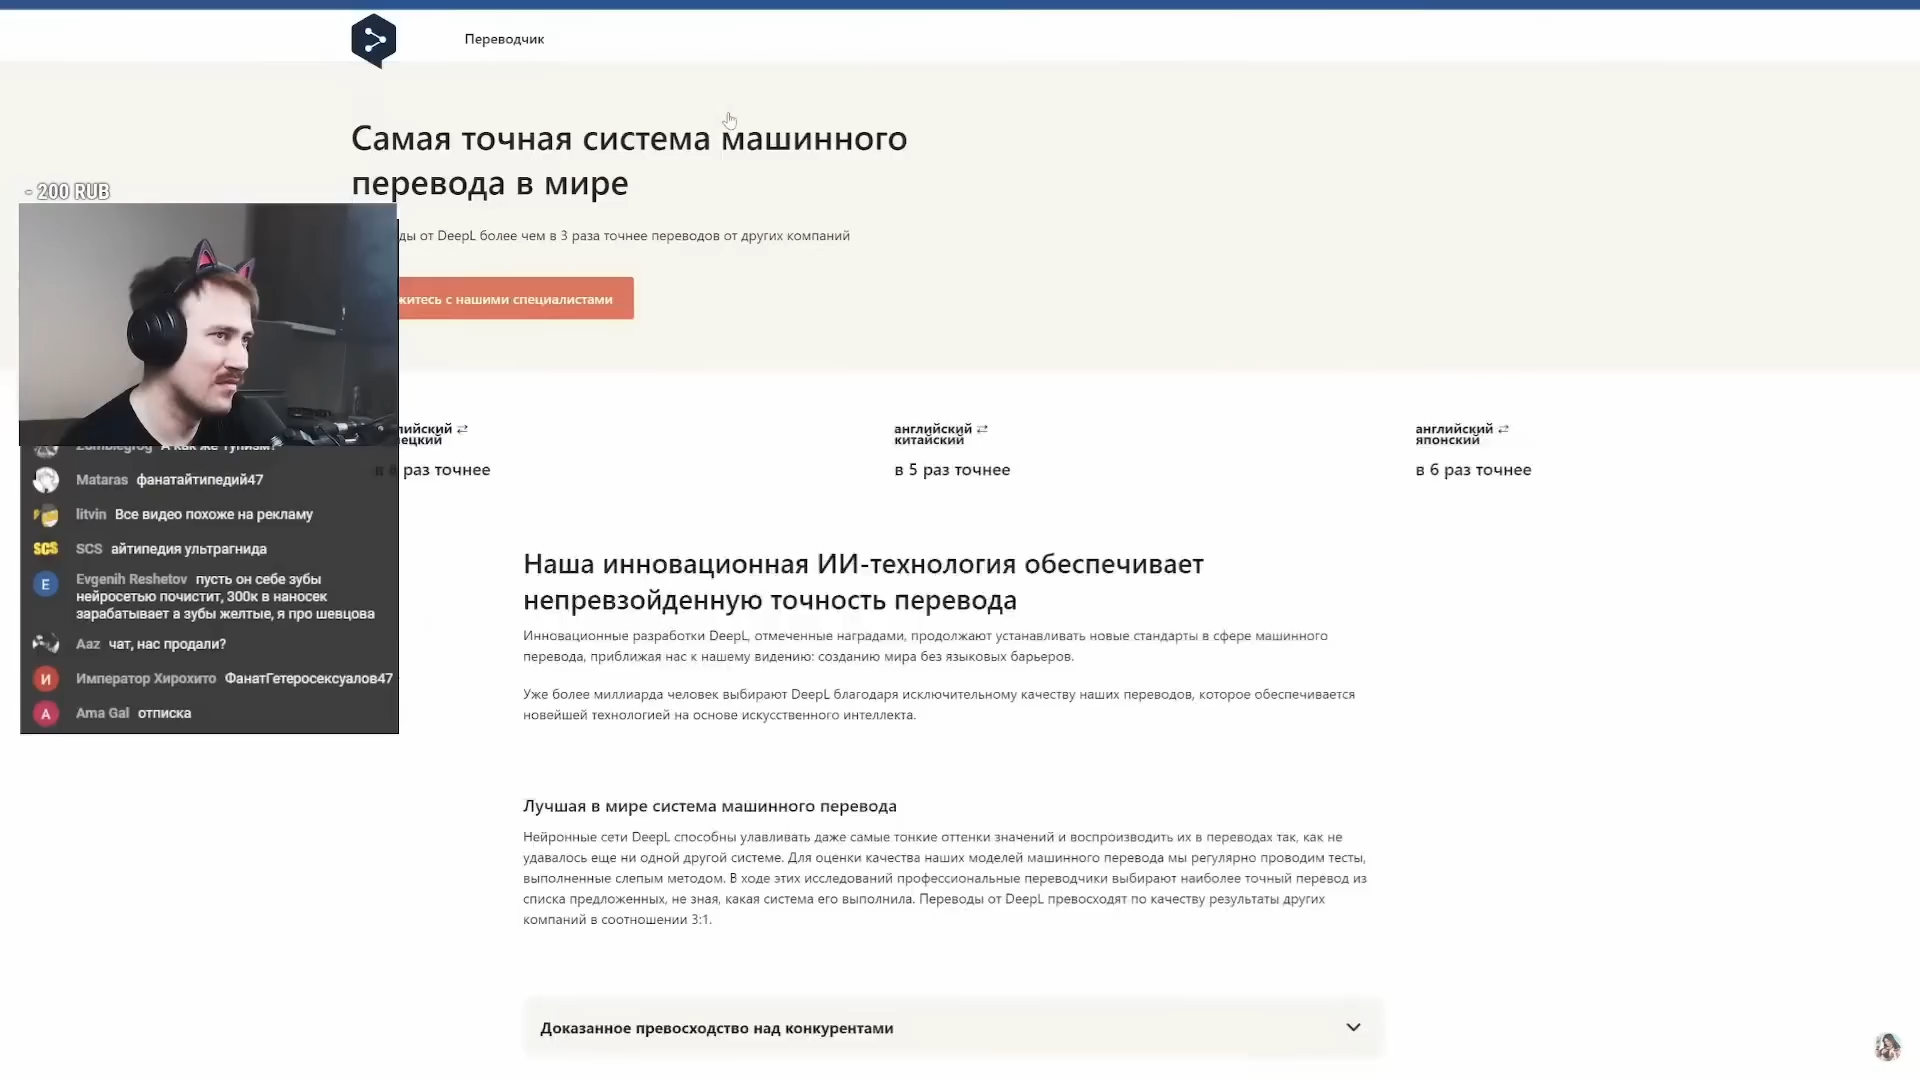 Переводчик
Самая точная система машинного
перевода в мире
- 200 RUB
ды от DeepL более чем в 3 раза точнее переводов от других компаний
житесь с нашими специалистами
английский ⇄
китайский
в 5 раз точнее
английский ⇄
японский
в 6 раз точнее
лийский ⇄
ецкий
раз точнее
Zombiegrog А как же тупизм?
Mataras фанатайтипедий47
litvin Все видео похоже на рекламу
SCS SCS айтипедия ультрагнида
E Evgenih Reshetov пусть он себе зубы
нейросетью почистит, 300к в наносек
зарабатывает а зубы желтые, я про шевцова
Aaz чат, нас продали?
И Император Хирохито ФанатГетеросексуалов47
A Ama Gal отписка
Наша инновационная ИИ-технология обеспечивает
непревзойденную точность перевода
Инновационные разработки DeepL, отмеченные наградами, продолжают устанавливать новые стандарты в сфере машинного
перевода, приближая нас к нашему видению: созданию мира без языковых барьеров.
Уже более миллиарда человек выбирают DeepL благодаря исключительному качеству наших переводов, которое обеспечивается
новейшей технологией на основе искусственного интеллекта.
Лучшая в мире система машинного перевода
Нейронные сети DeepL способны улавливать даже самые тонкие оттенки значений и воспроизводить их в переводах так, как не
удавалось еще ни одной другой системе. Для оценки качества наших моделей машинного перевода мы регулярно проводим тесты,
выполненные слепым методом. В ходе этих исследований профессиональные переводчики выбирают наиболее точный перевод из
списка предложенных, не зная, какая система его выполнила. Переводы от DeepL превосходят по качеству результаты других
компаний в соотношении 3:1.
Доказанное превосходство над конкурентами